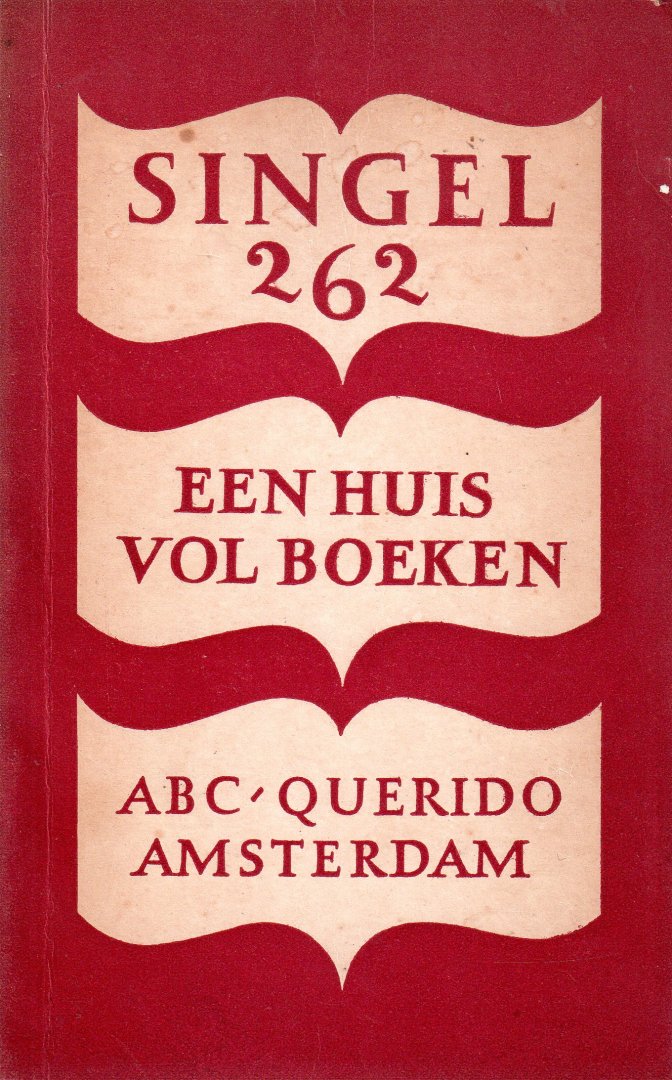 SINGEL
262
EEN HUIS
VOL BOEKEN
ABC-QUERIDO
AMSTERDAM